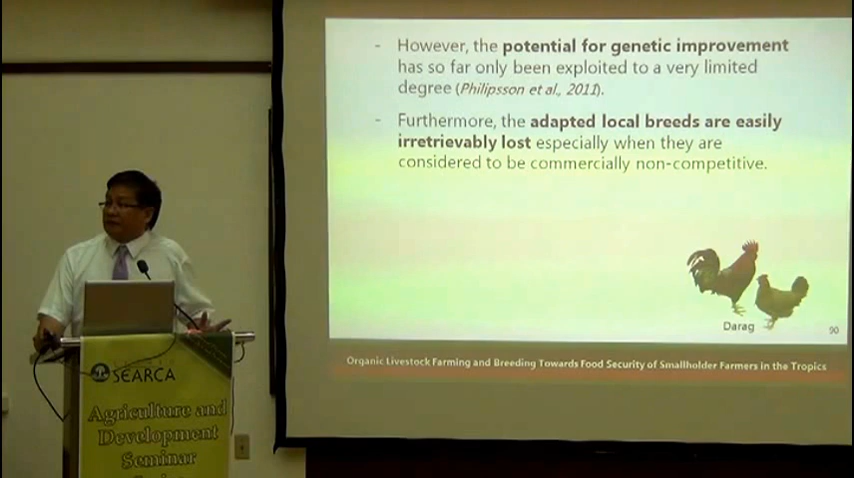 - However, the potential for genetic improvement
has so far only been exploited to a very limited
degree (Philipsson et al., 2011).
- Furthermore, the adapted local breeds are easily
irretrievably lost especially when they are
considered to be commercially non-competitive.
Darag
90
Organic Livestock Farming and Breeding Towards Food Security of Smallholder Farmers in the Tropics
SEARCA
Agriculture and
Development
Seminar